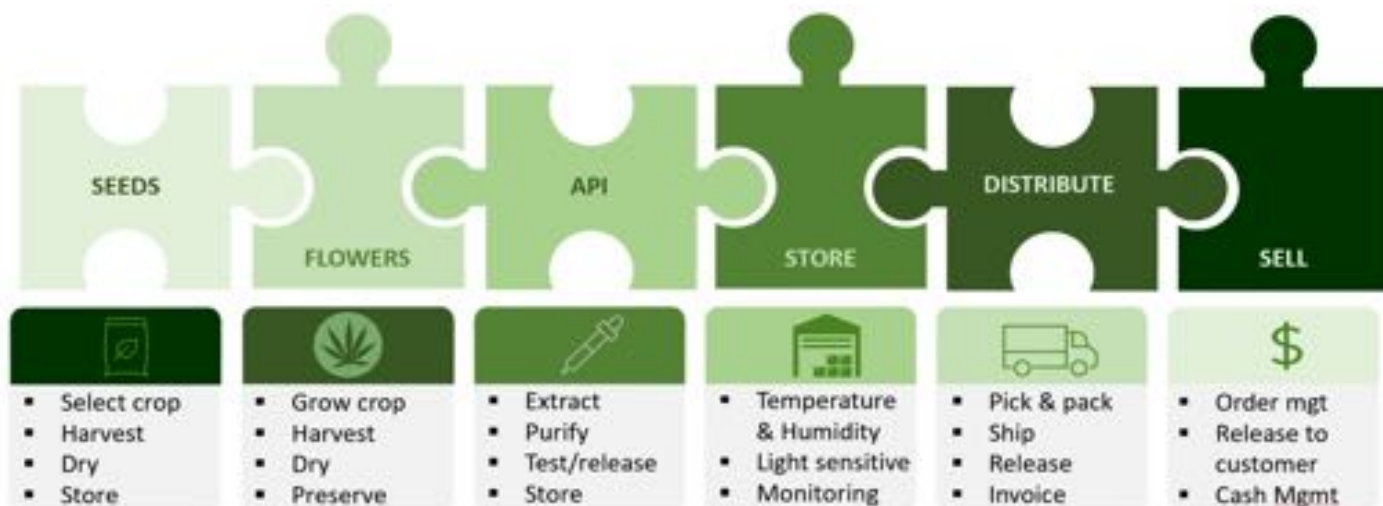 SEEDS
FLOWERS
API
STORE
DISTRIBUTE
SELL
Select crop
Harvest
Dry
Store
Grow crop
Harvest
Dry
Preserve
Extract
Purify
Test/release
Store
Temperature
& Humidity
Light sensitive
Monitoring
Pick & pack
Ship
Release
Invoice
$
Order mgt
Release to
customer
Cash Mgmt